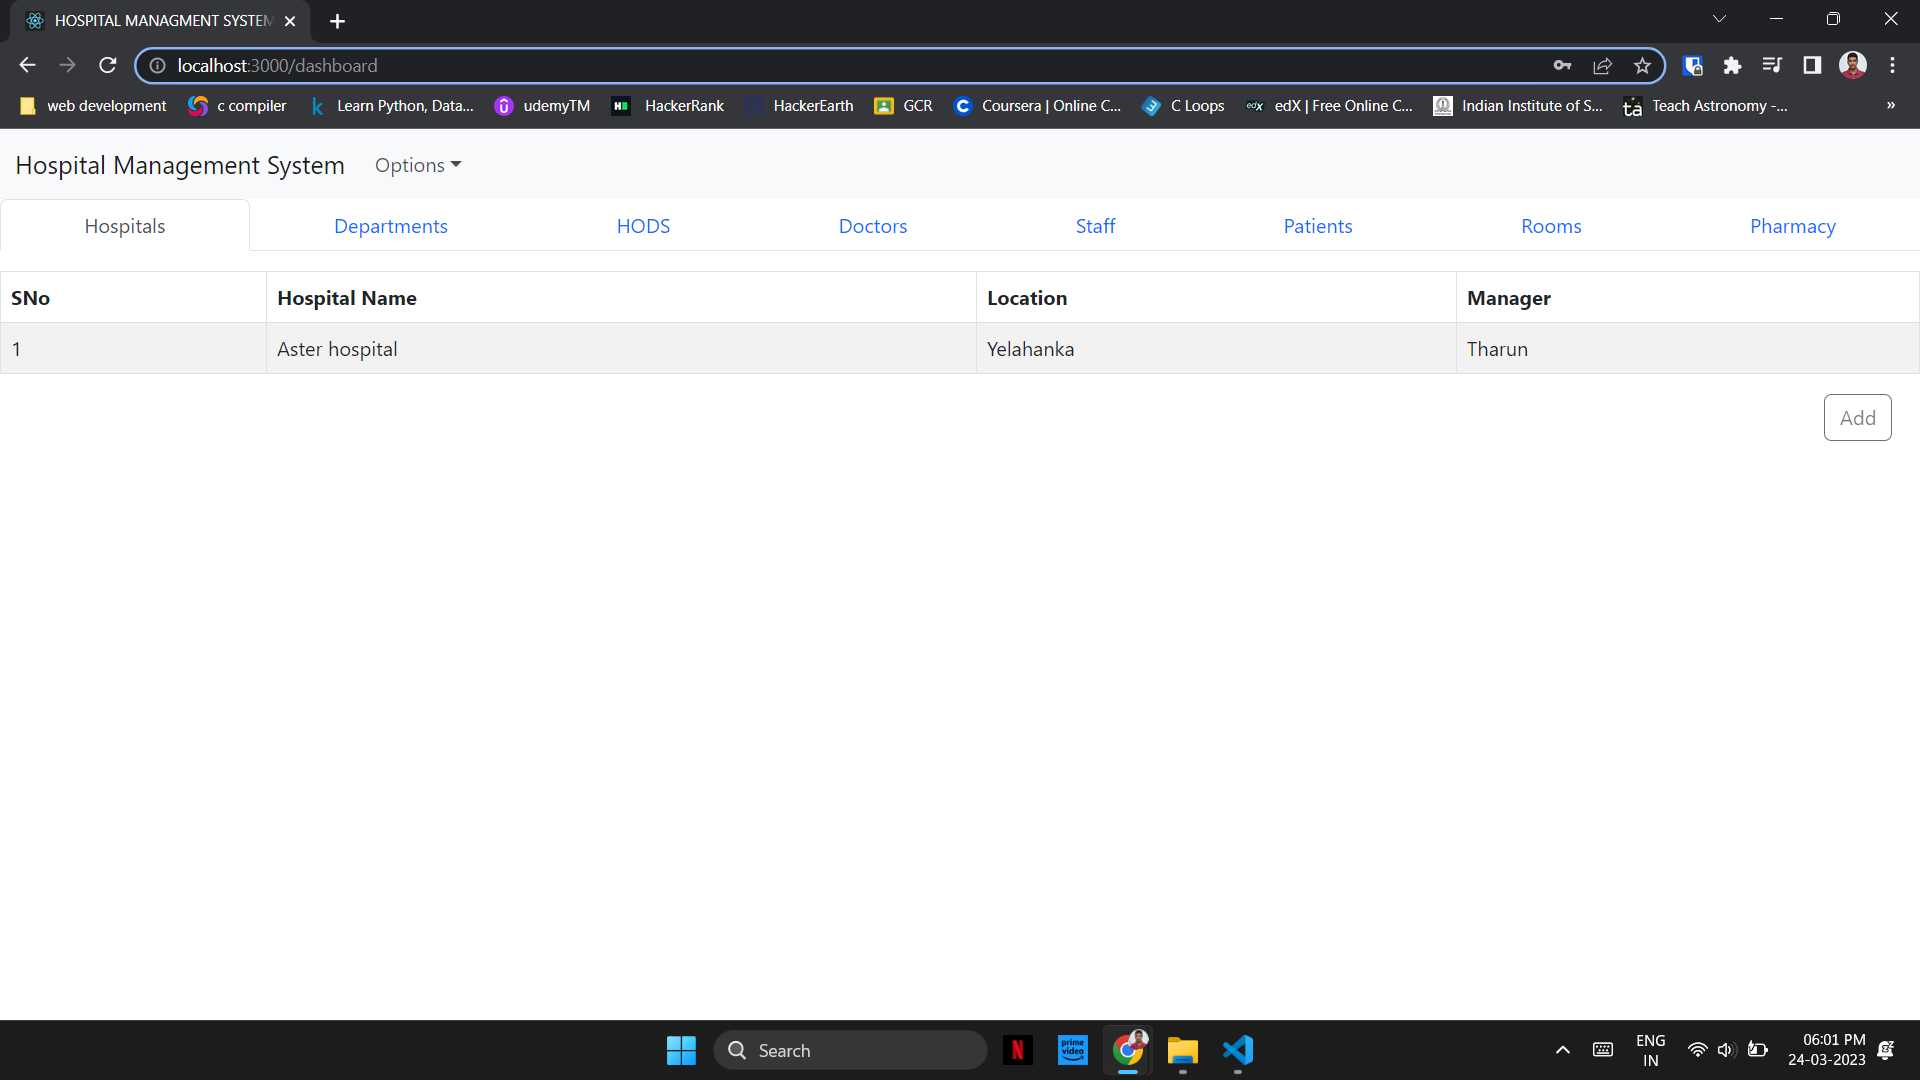 HOSPITAL MANAGMENT SYSTEM
localhost:3000/dashboard
web development c compiler Learn Python, Data... udemyTM HackerRank HackerEarth GCR Coursera | Online C... C Loops edX | Free Online C... Indian Institute of S... Teach Astronomy -... »
Hospital Management System Options
Hospitals Departments HODS Doctors Staff Patients Rooms Pharmacy
SNo Hospital Name Location Manager
1 Aster hospital Yelahanka Tharun
Add
Search
prime video
ENG
IN
06:01 PM
24-03-2023